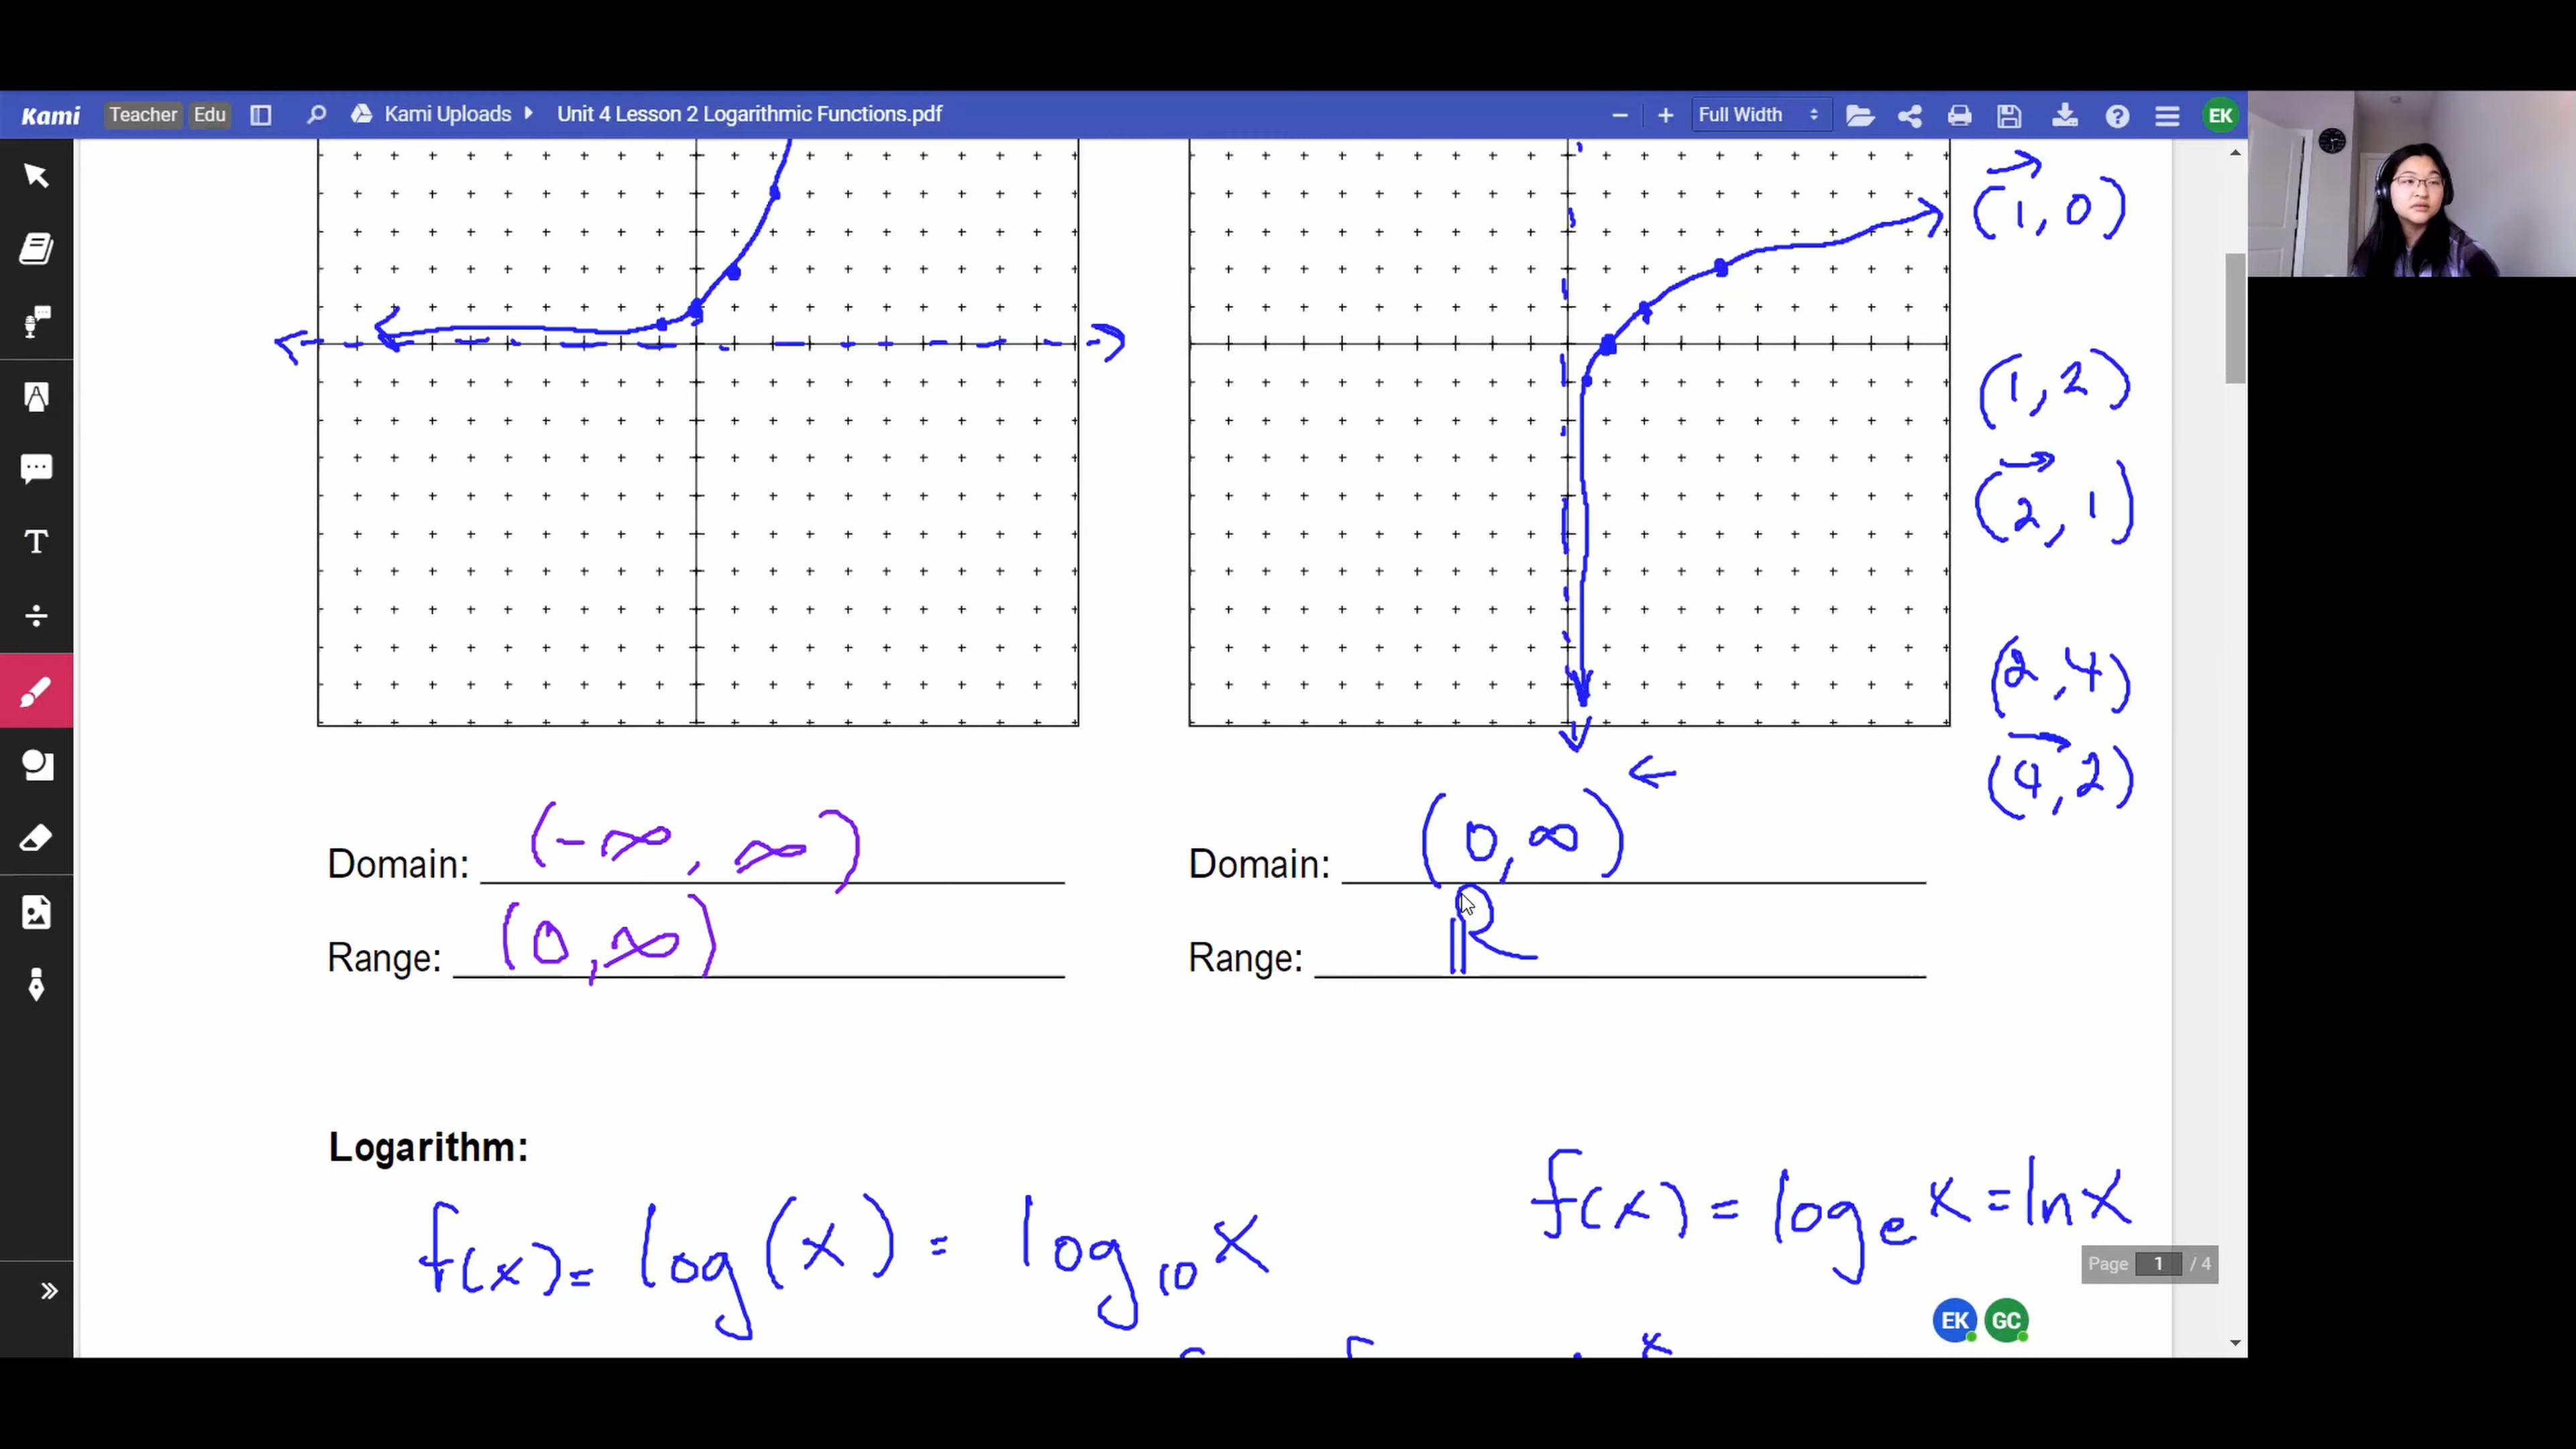 Kami Teacher Edu Kami Uploads Unit 4 Lesson 2 Logarithmic Functions.pdf Full Width EK
(1, 0)
(1, 2)
(2, 1)
(2, 4)
(4, 2)
Domain: (-∞, ∞)
Range: (0, ∞)
Domain: (0, ∞)
Range: ℝ
Logarithm:
f(x) = log(x) = log₁₀ x
f(x) = logₑ x = ln x
Page 1 / 4
EK GC